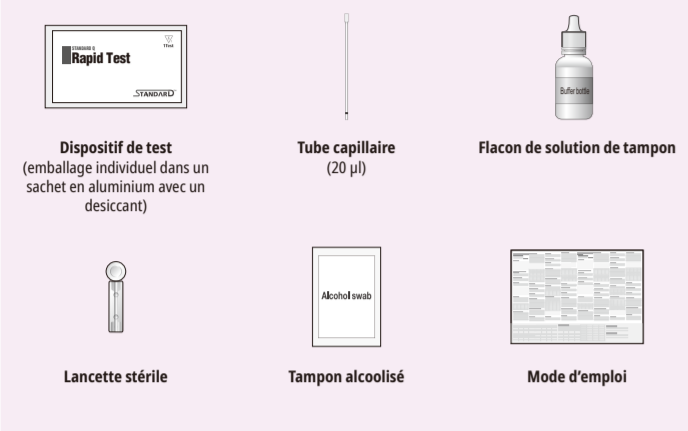 STANDARD Q
Rapid Test
1Test
STANDARD
Buffer bottle
Dispositif de test
(emballage individuel dans un
sachet en aluminium avec un
desiccant)
Tube capillaire
(20 µl)
Flacon de solution de tampon
Alcohol swab
Lancette stérile
Tampon alcoolisé
Mode d’emploi